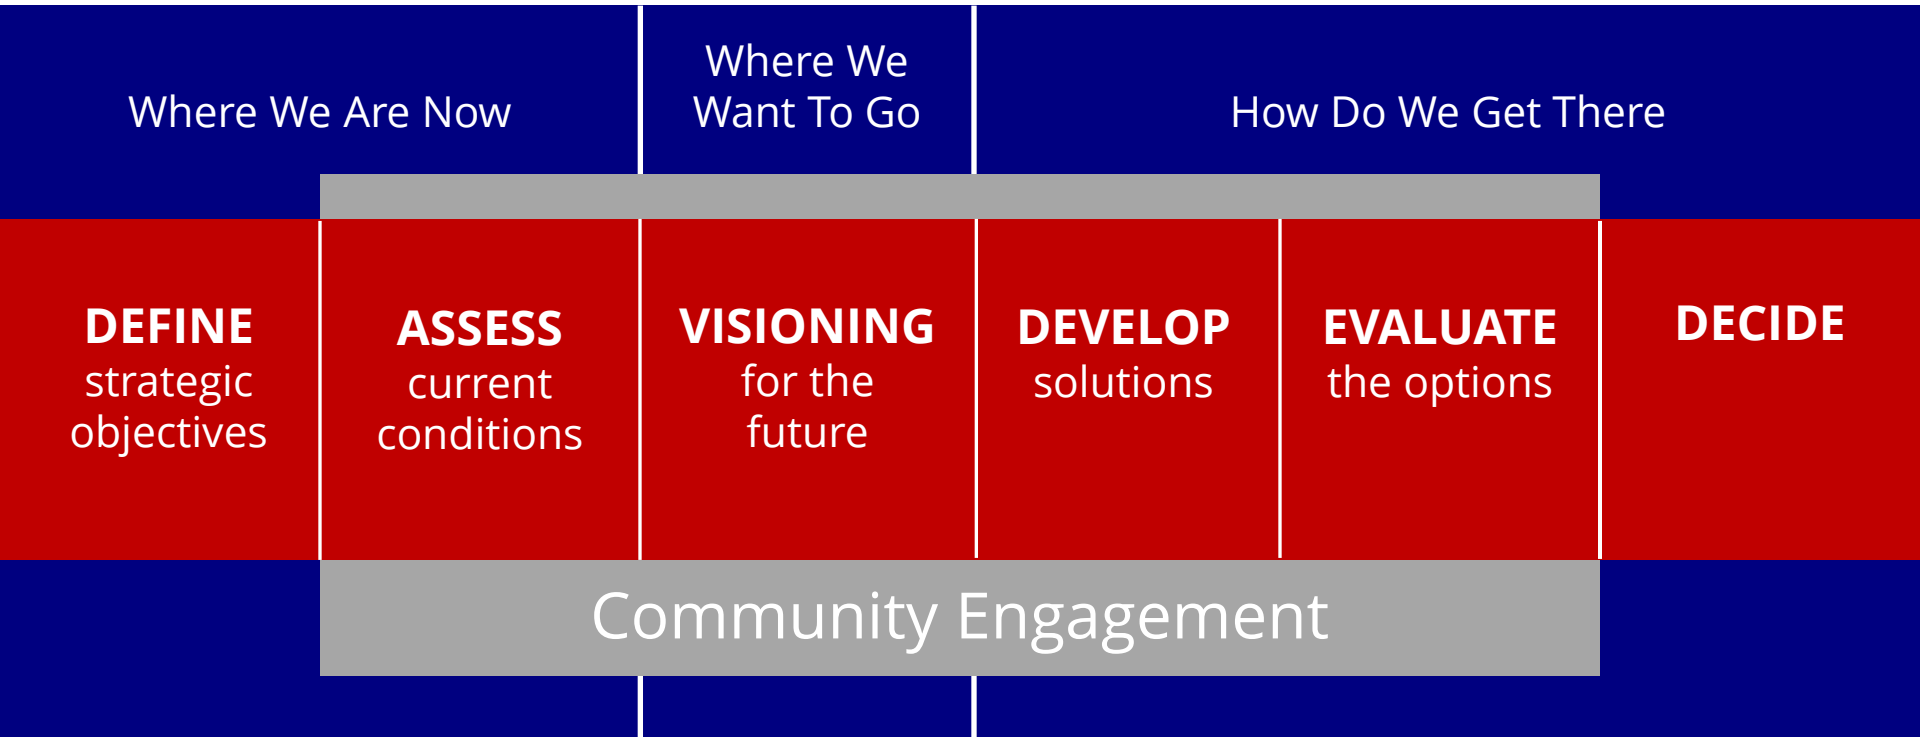 Where We Are Now
Where We
Want To Go
How Do We Get There
DEFINE
strategic
objectives
ASSESS
current
conditions
VISIONING
for the
future
DEVELOP
solutions
EVALUATE
the options
DECIDE
Community Engagement